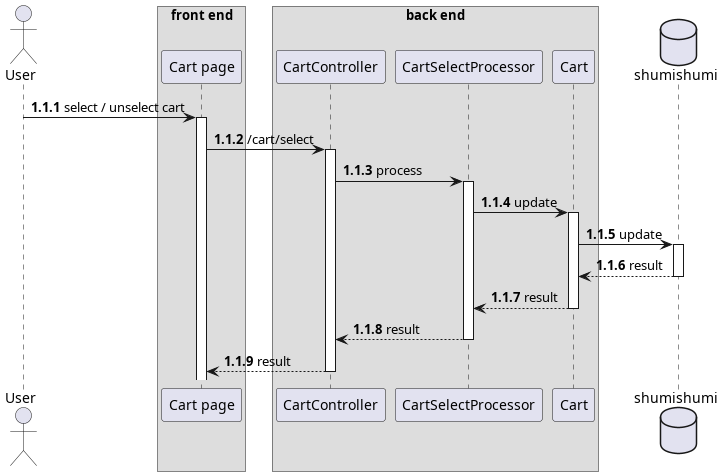 front end
back end
User
Cart page
CartController
CartSelectProcessor
Cart
shumishumi
1.1.1 select / unselect cart
1.1.2 /cart/select
1.1.3 process
1.1.4 update
1.1.5 update
1.1.6 result
1.1.7 result
1.1.8 result
1.1.9 result
User
Cart page
CartController
CartSelectProcessor
Cart
shumishumi